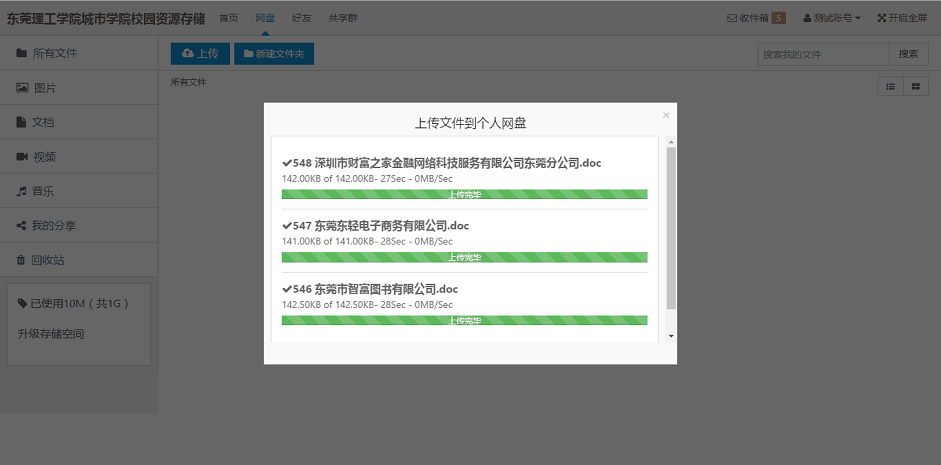 东莞理工学院城市学院校园资源存储 首页 网盘 好友 共享群 收件箱 5 测试账号 开启全屏
所有文件
图片
文档
视频
音乐
我的分享
回收站
已使用10M（共1G）
升级存储空间
上传 新建文件夹 搜索我的文件 搜索
所有文件
上传文件到个人网盘 ×
548 深圳市财富之家金融网络科技服务有限公司东莞分公司.doc
142.00KB of 142.00KB- 27Sec - 0MB/Sec
上传完毕
547 东莞东轻电子商务有限公司.doc
141.00KB of 141.00KB- 28Sec - 0MB/Sec
上传完毕
546 东莞市智富图书有限公司.doc
142.50KB of 142.50KB- 28Sec - 0MB/Sec
上传完毕